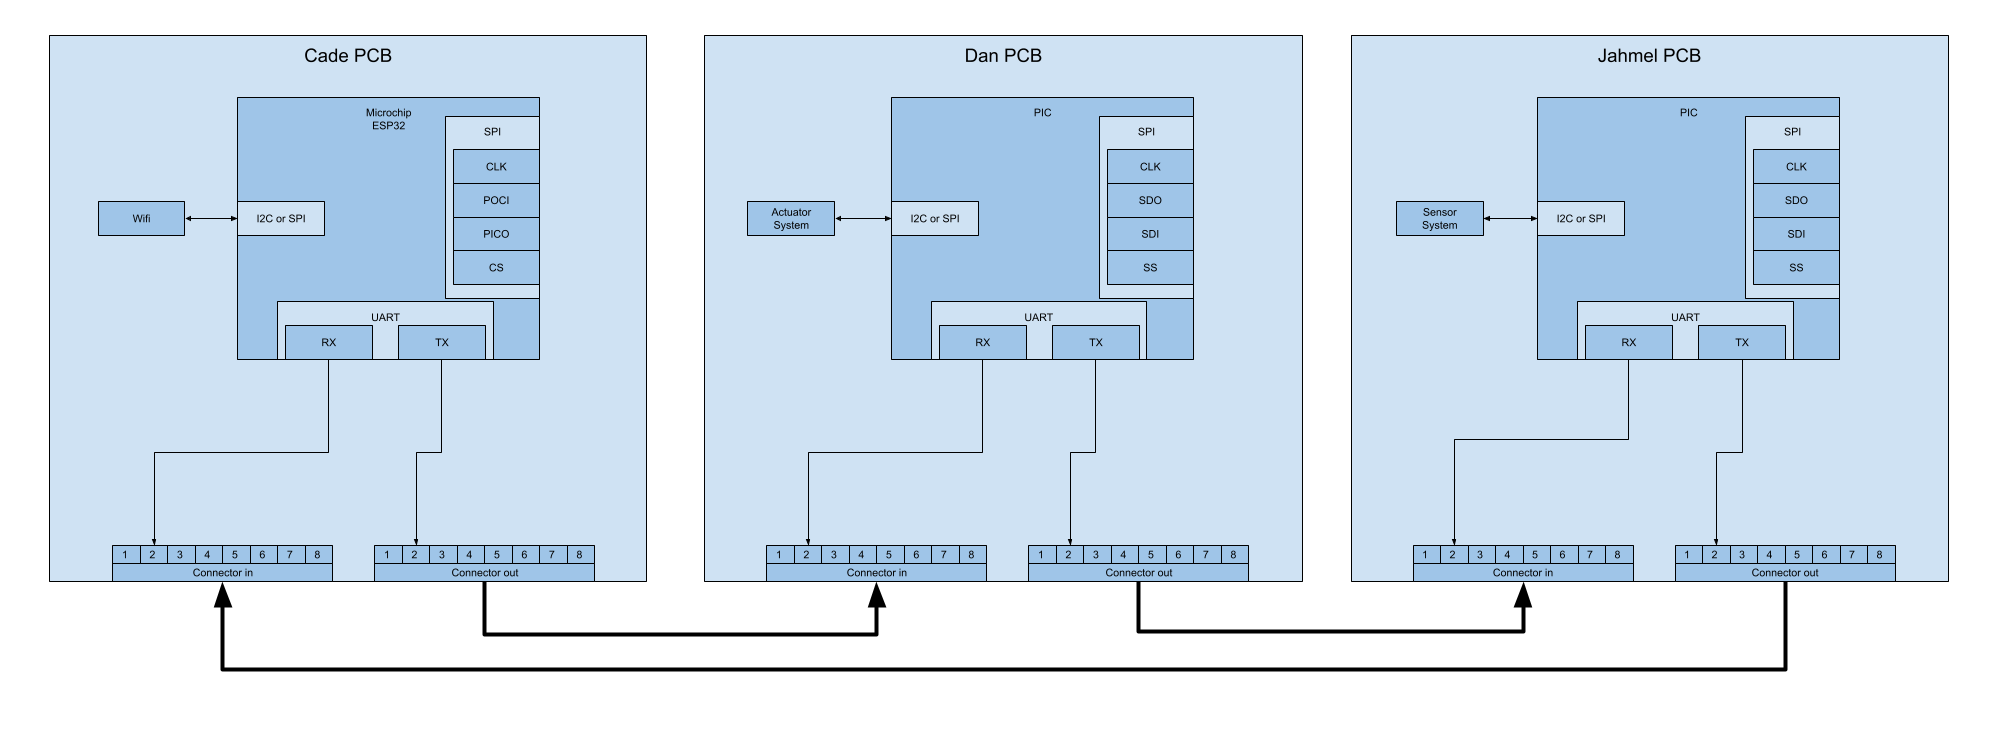 Cade PCB
Microchip
ESP32
SPI
CLK
POCI
PICO
CS
Wifi
I2C or SPI
UART
RX
TX
1 2 3 4 5 6 7 8
Connector in
1 2 3 4 5 6 7 8
Connector out
Dan PCB
PIC
SPI
CLK
SDO
SDI
SS
Actuator
System
I2C or SPI
UART
RX
TX
1 2 3 4 5 6 7 8
Connector in
1 2 3 4 5 6 7 8
Connector out
Jahmel PCB
PIC
SPI
CLK
SDO
SDI
SS
Sensor
System
I2C or SPI
UART
RX
TX
1 2 3 4 5 6 7 8
Connector in
1 2 3 4 5 6 7 8
Connector out